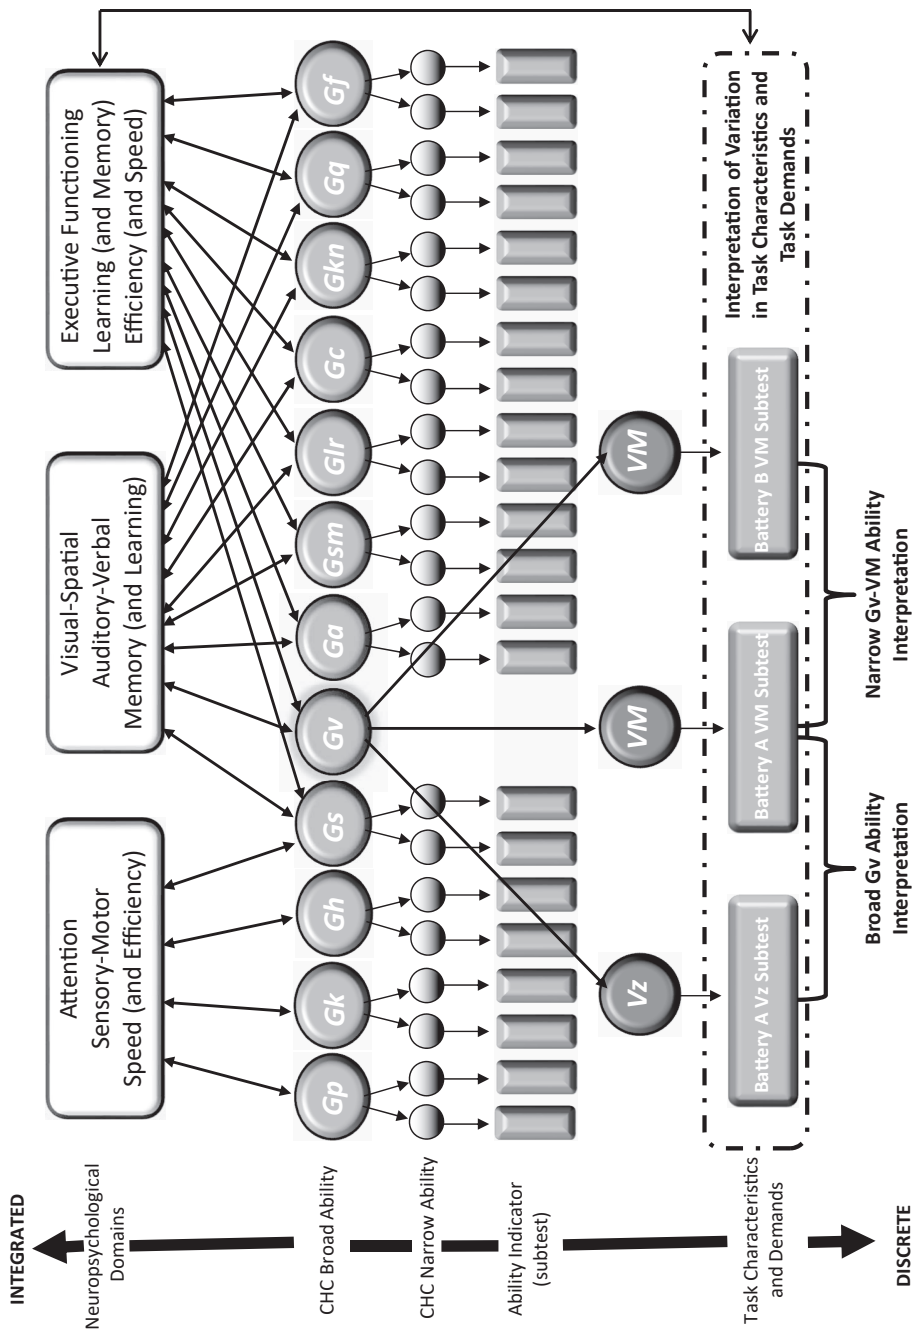 INTEGRATED
Neuropsychological
Domains
Attention
Sensory-Motor
Speed (and Efficiency)
Visual-Spatial
Auditory-Verbal
Memory (and Learning)
Executive Functioning
Learning (and Memory)
Efficiency (and Speed)
CHC Broad Ability
Gp
Gk
Gh
Gs
Gv
Ga
Gsm
Glr
Gc
Gkn
Gq
Gf
CHC Narrow Ability
Ability Indicator
(subtest)
Vz
VM
VM
Task Characteristics
and Demands
Battery A Vz Subtest
Battery A VM Subtest
Battery B VM Subtest
Interpretation of Variation
in Task Characteristics and
Task Demands
Broad Gv Ability
Interpretation
Narrow Gv-VM Ability
Interpretation
DISCRETE